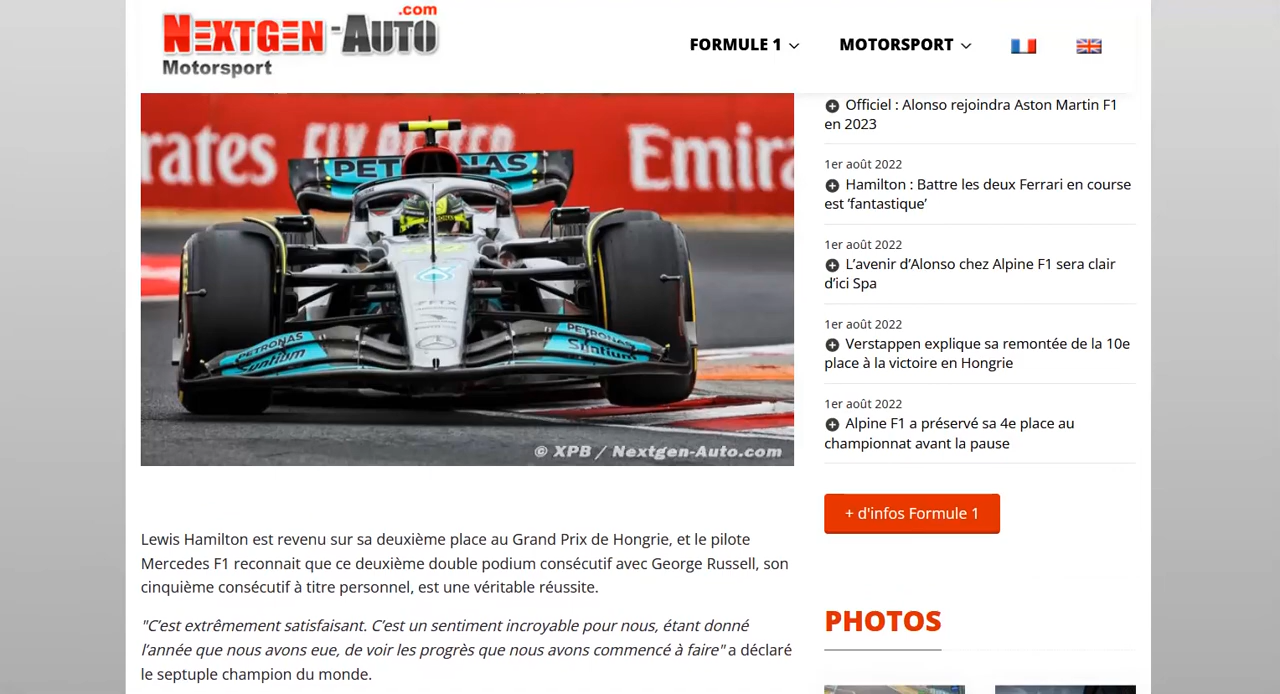 NEXTGEN-AUTO
.com
Motorsport
FORMULE 1
MOTORSPORT
rates
FLY BETTER
Emira
PETRONAS
PETRONAS
PETRONAS
© XPB / Nextgen-Auto.com
Lewis Hamilton est revenu sur sa deuxième place au Grand Prix de Hongrie, et le pilote
Mercedes F1 reconnait que ce deuxième double podium consécutif avec George Russell, son
cinquième consécutif à titre personnel, est une véritable réussite.
"C'est extrêmement satisfaisant. C'est un sentiment incroyable pour nous, étant donné
l'année que nous avons eue, de voir les progrès que nous avons commencé à faire" a déclaré
le septuple champion du monde.
Officiel : Alonso rejoindra Aston Martin F1
en 2023
1er août 2022
Hamilton : Battre les deux Ferrari en course
est ‘fantastique’
1er août 2022
L’avenir d’Alonso chez Alpine F1 sera clair
d’ici Spa
1er août 2022
Verstappen explique sa remontée de la 10e
place à la victoire en Hongrie
1er août 2022
Alpine F1 a préservé sa 4e place au
championnat avant la pause
+ d'infos Formule 1
PHOTOS